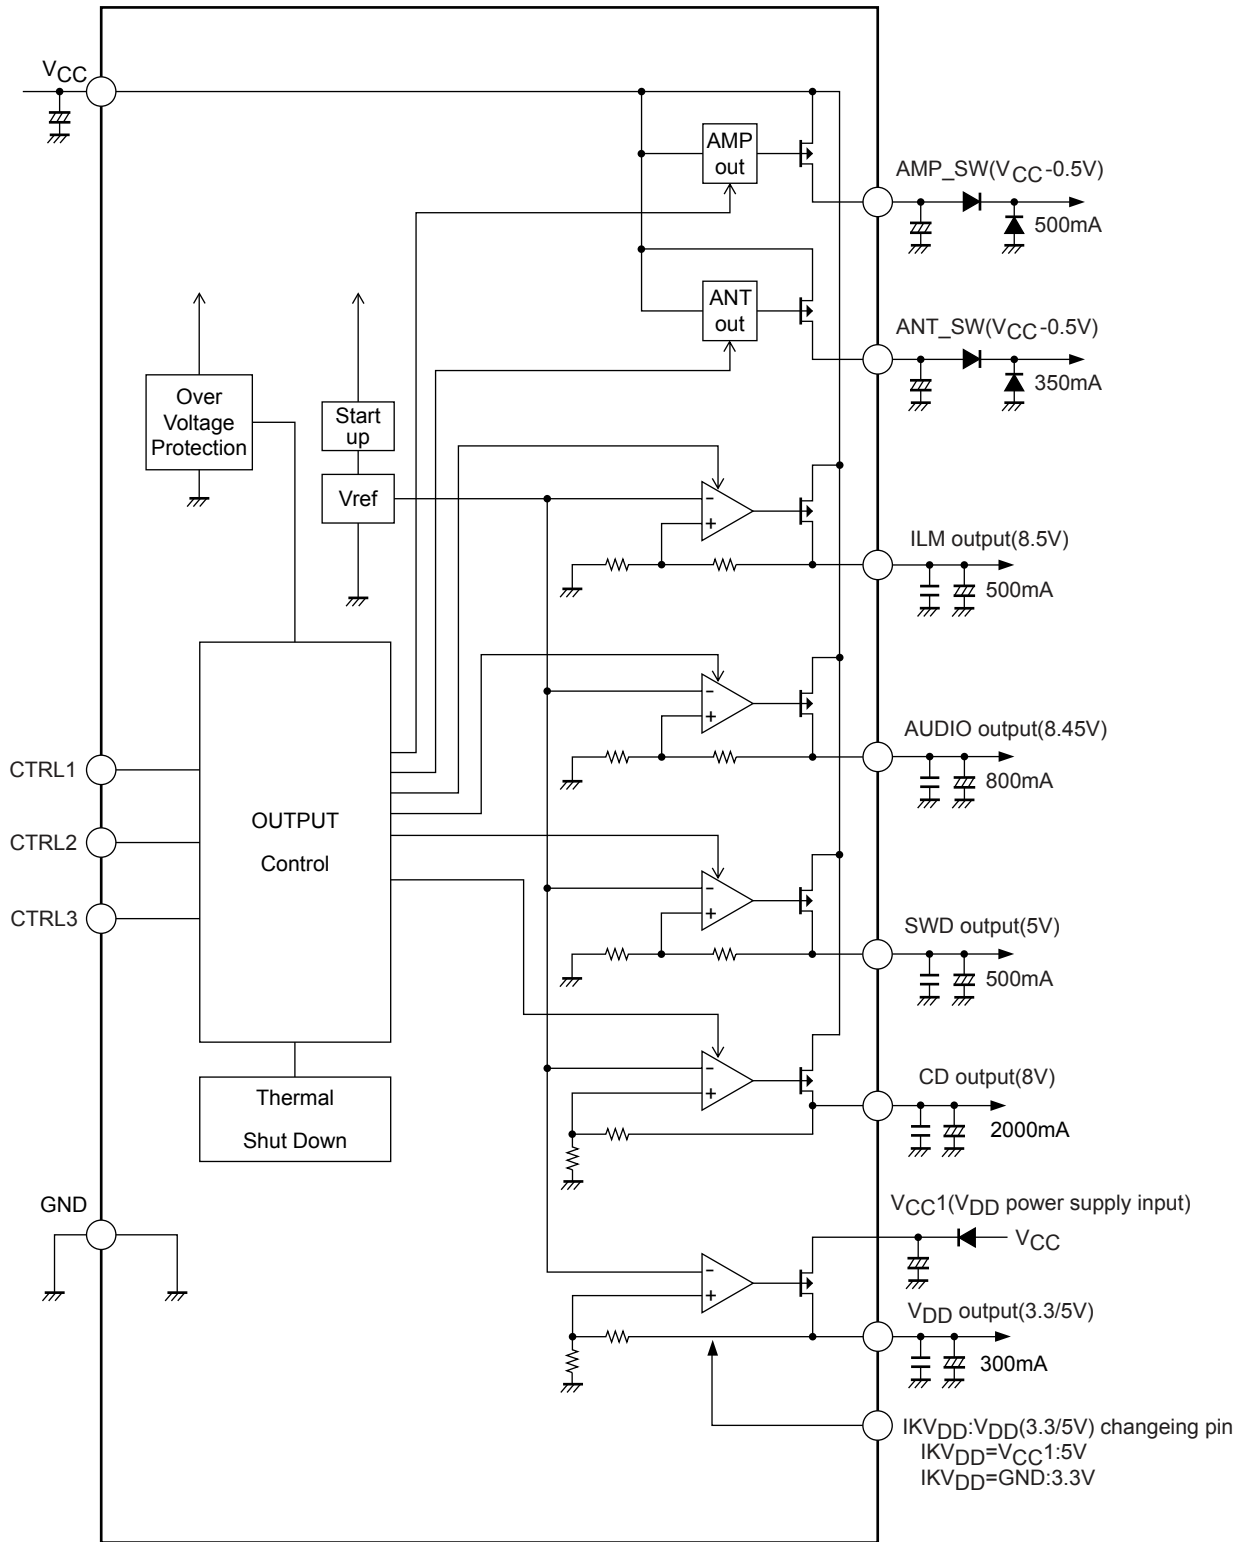 VCC
AMP
out
AMP_SW(VCC-0.5V)
500mA
ANT
out
ANT_SW(VCC-0.5V)
350mA
Over
Voltage
Protection
Start
up
Vref
-
+
ILM output(8.5V)
500mA
-
+
AUDIO output(8.45V)
800mA
CTRL1
CTRL2
CTRL3
OUTPUT
Control
-
+
SWD output(5V)
500mA
Thermal
Shut Down
-
+
CD output(8V)
2000mA
GND
VCC1(VDD power supply input)
VCC
-
+
VDD output(3.3/5V)
300mA
IKVDD:VDD(3.3/5V) changeing pin
IKVDD=VCC1:5V
IKVDD=GND:3.3V